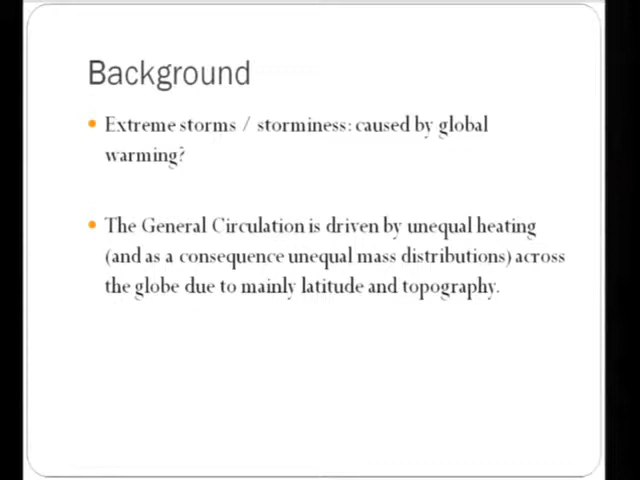 Background
Extreme storms / storminess: caused by global
warming?
The General Circulation is driven by unequal heating
(and as a consequence unequal mass distributions) across
the globe due to mainly latitude and topography.